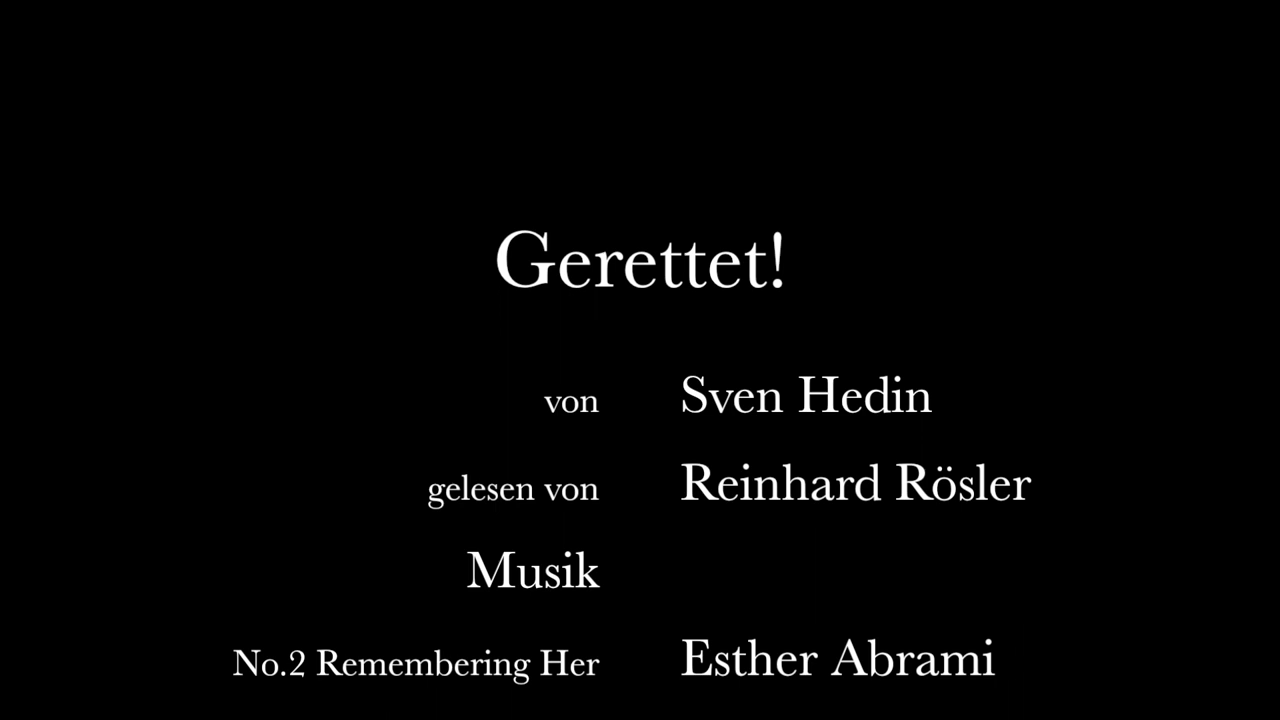 Gerettet!
von Sven Hedin
gelesen von Reinhard Rösler
Musik
No.2 Remembering Her Esther Abrami